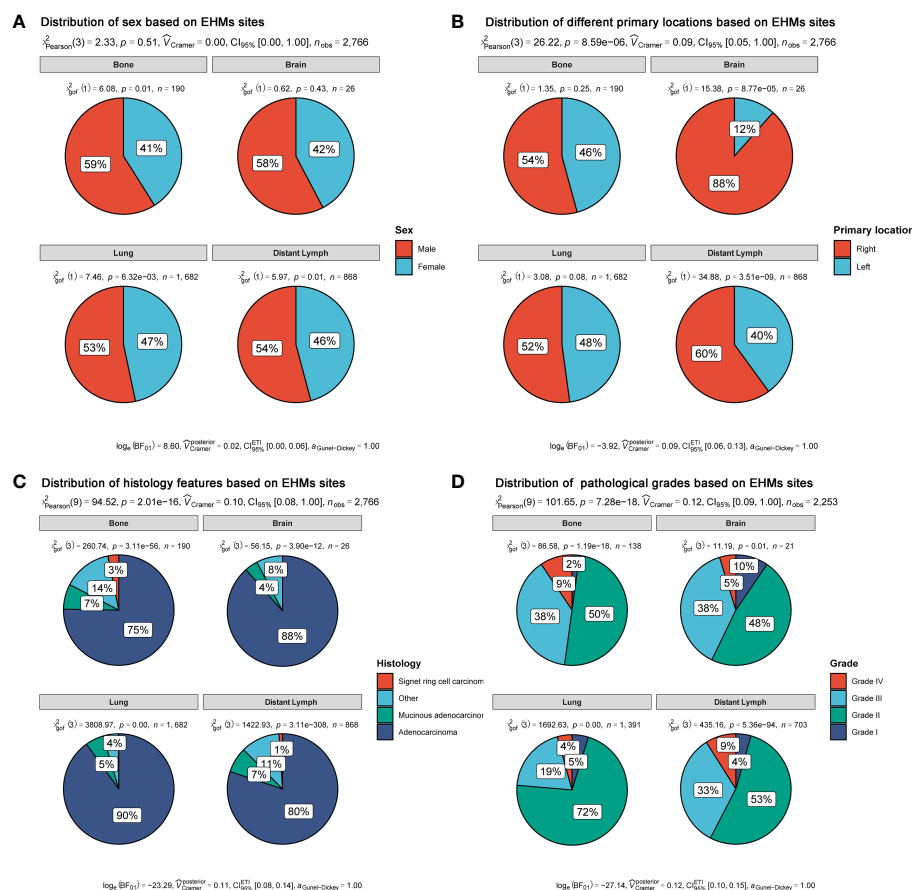 A Distribution of sex based on EHMs sites
χ²Pearson(3) = 2.33, p = 0.51, V̂Cramer = 0.00, CI95% [0.00, 1.00], nobs = 2,766
Bone
Brain
χ²gof (1) = 6.08, p = 0.01, n = 190
χ²gof (1) = 0.62, p = 0.43, n = 26
41%
59%
42%
58%
Sex
Male
Female
Lung
Distant Lymph
χ²gof (1) = 7.46, p = 6.32e−03, n = 1,682
χ²gof (1) = 5.97, p = 0.01, n = 868
53%
47%
54%
46%
loge (BF01) = 8.60, V̂posterior Cramer = 0.02, CIETI 95% [0.00, 0.06], aGunel−Dickey = 1.00
B Distribution of different primary locations based on EHMs sites
χ²Pearson(3) = 26.22, p = 8.59e−06, V̂Cramer = 0.09, CI95% [0.05, 1.00], nobs = 2,766
Bone
Brain
χ²gof (1) = 1.35, p = 0.25, n = 190
χ²gof (1) = 15.38, p = 8.77e−05, n = 26
54%
46%
12%
88%
Primary location
Right
Left
Lung
Distant Lymph
χ²gof (1) = 3.08, p = 0.08, n = 1,682
χ²gof (1) = 34.88, p = 3.51e−09, n = 868
52%
48%
40%
60%
loge (BF01) = −3.92, V̂posterior Cramer = 0.09, CIETI 95% [0.06, 0.13], aGunel−Dickey = 1.00
C Distribution of histology features based on EHMs sites
χ²Pearson(9) = 94.52, p = 2.01e−16, V̂Cramer = 0.10, CI95% [0.08, 1.00], nobs = 2,766
Bone
Brain
χ²gof (3) = 260.74, p = 3.11e−56, n = 190
χ²gof (3) = 56.15, p = 3.90e−12, n = 26
3%
14%
7%
75%
8%
4%
88%
Histology
Signet ring cell carcinom
Other
Mucinous adenocarcinor
Adenocarcinoma
Lung
Distant Lymph
χ²gof (3) = 3808.97, p = 0.00, n = 1,682
χ²gof (3) = 1422.93, p = 3.11e−308, n = 868
4%
5%
90%
1%
11%
7%
80%
loge (BF01) = −23.29, V̂posterior Cramer = 0.11, CIETI 95% [0.08, 0.14], aGunel−Dickey = 1.00
D Distribution of pathological grades based on EHMs sites
χ²Pearson(9) = 101.65, p = 7.28e−18, V̂Cramer = 0.12, CI95% [0.09, 1.00], nobs = 2,253
Bone
Brain
χ²gof (3) = 86.58, p = 1.19e−18, n = 138
χ²gof (3) = 11.19, p = 0.01, n = 21
2%
9%
38%
50%
10%
5%
38%
48%
Grade
Grade IV
Grade III
Grade II
Grade I
Lung
Distant Lymph
χ²gof (3) = 1692.63, p = 0.00, n = 1,391
χ²gof (3) = 435.16, p = 5.36e−94, n = 703
4%
5%
19%
72%
9%
4%
33%
53%
loge (BF01) = −27.14, V̂posterior Cramer = 0.12, CIETI 95% [0.10, 0.15], aGunel−Dickey = 1.00